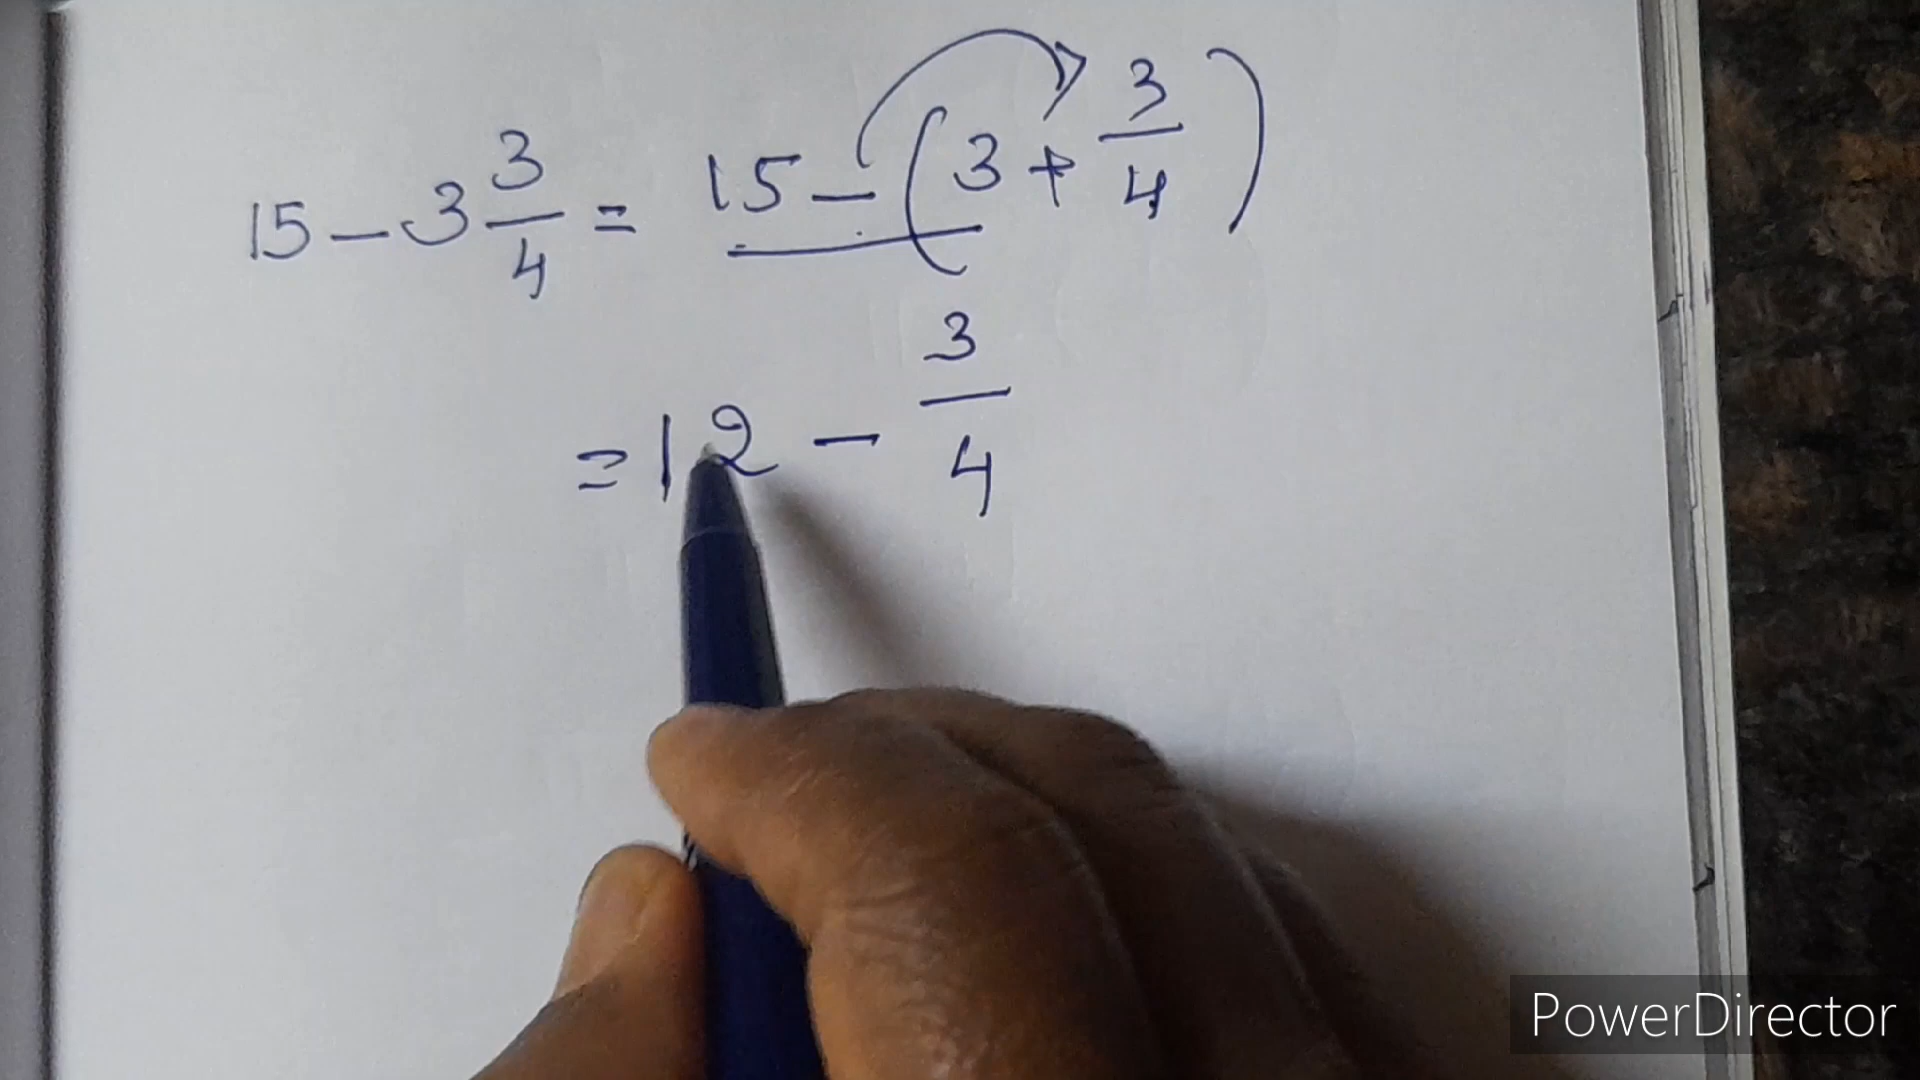 15 - 3 3/4 = 15 - (3 + 3/4)
= 12 - 3/4
PowerDirector